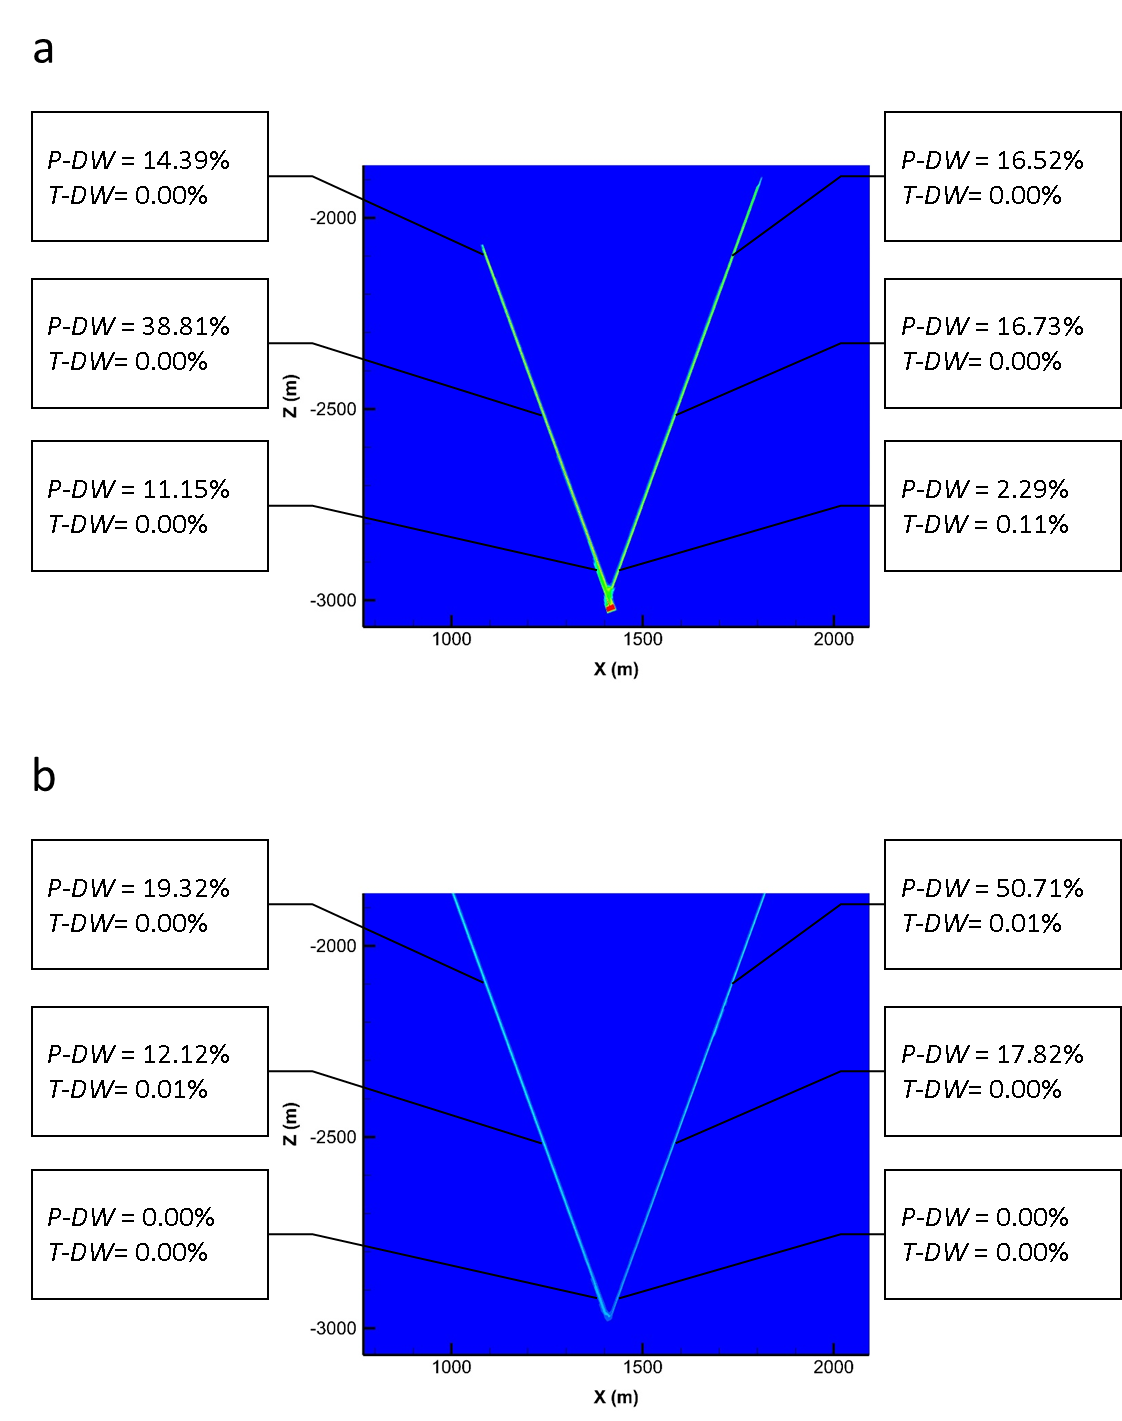 a
P-DW = 14.39%
T-DW= 0.00%
P-DW = 16.52%
T-DW= 0.00%
P-DW = 38.81%
T-DW= 0.00%
P-DW = 16.73%
T-DW= 0.00%
P-DW = 11.15%
T-DW= 0.00%
P-DW = 2.29%
T-DW = 0.11%
Z (m)
-2000
-2500
-3000
1000 1500 2000
X (m)
b
P-DW = 19.32%
T-DW= 0.00%
P-DW = 50.71%
T-DW= 0.01%
P-DW = 12.12%
T-DW= 0.01%
P-DW = 17.82%
T-DW= 0.00%
P-DW = 0.00%
T-DW= 0.00%
P-DW = 0.00%
T-DW = 0.00%
Z (m)
-2000
-2500
-3000
1000 1500 2000
X (m)